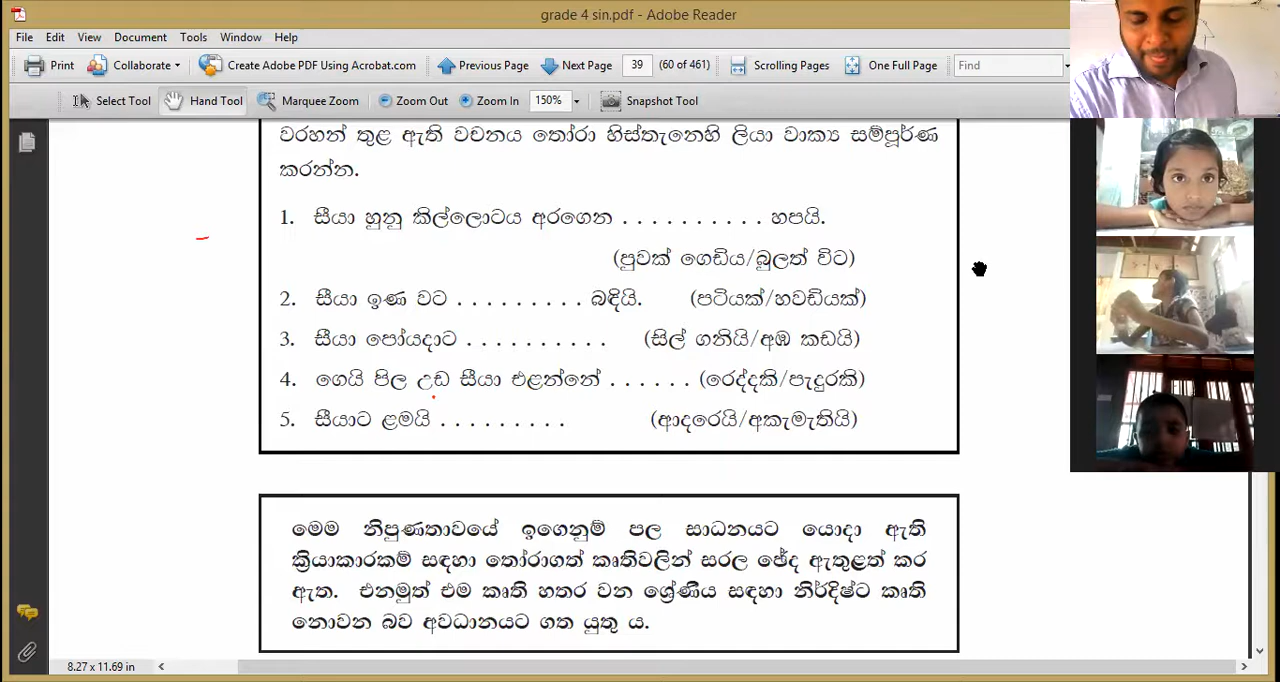 grade 4 sin.pdf - Adobe Reader
File Edit View Document Tools Window Help
Print Collaborate Create Adobe PDF Using Acrobat.com Previous Page Next Page 39 (60 of 461) Scrolling Pages One Full Page Find
Select Tool Hand Tool Marquee Zoom Zoom Out Zoom In 150% Snapshot Tool
වරහන් තුළ ඇති වචනය තෝරා හිස්තැනෙහි ලියා වාක්‍ය සම්පූර්ණ
කරන්න.
1. සීයා හුනු කිල්ලොටය අරගෙන . . . . . . . . . . හපයි.
(පුවක් ගෙඩිය/බුලත් විට)
2. සීයා ඉණ වට . . . . . . . . . බඳියි. (පටියක්/හවඩියක්)
3. සීයා පෝයදාට . . . . . . . . . . (සිල් ගනියි/අඹ කඩයි)
4. ගෙයි පිල උඩ සීයා එළන්නේ . . . . . . (රෙද්දකි/පැදුරකි)
5. සීයාට ළමයි . . . . . . . . . (ආදරෙයි/අකැමැතියි)
මෙම නිපුණතාවයේ ඉගෙනුම් පල සාධනයට යොදා ඇති
ක්‍රියාකාරකම් සඳහා තෝරාගත් කෘතිවලින් සරල ඡේද ඇතුළත් කර
ඇත. එනමුත් එම කෘති හතර වන ශ්‍රේණිය සඳහා නිර්දිෂ්ට කෘති
නොවන බව අවධානයට ගත යුතු ය.
8.27 x 11.69 in